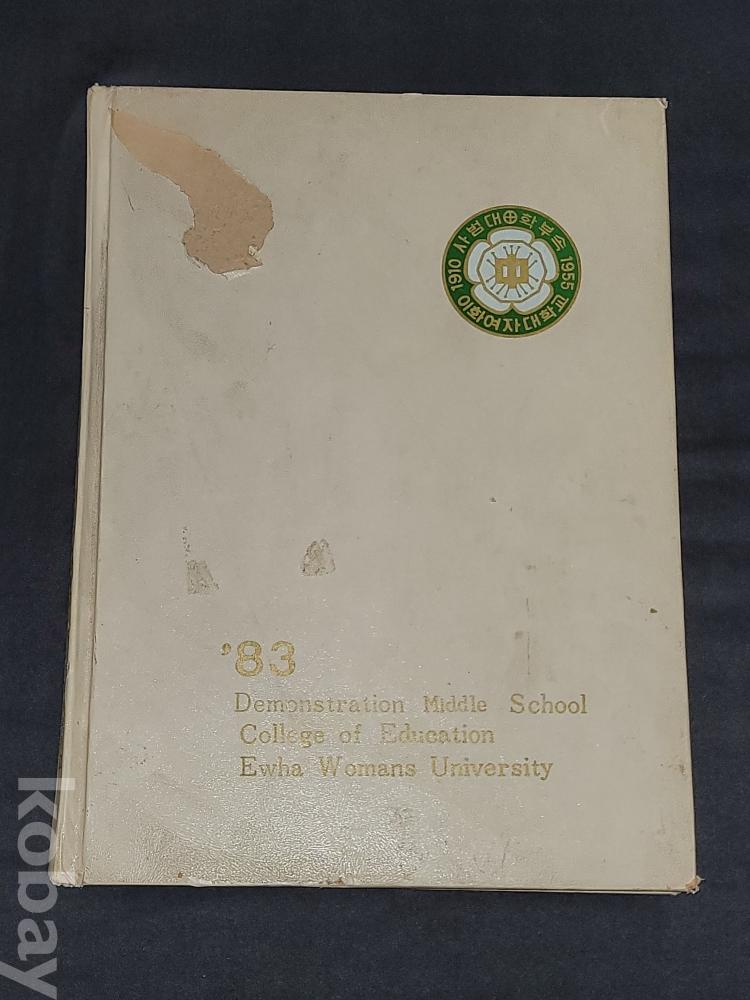 사범대학부속
1910
1955
中
이화여자대학교
'83
Demonstration Middle School
College of Education
Ewha Womans University
kobay